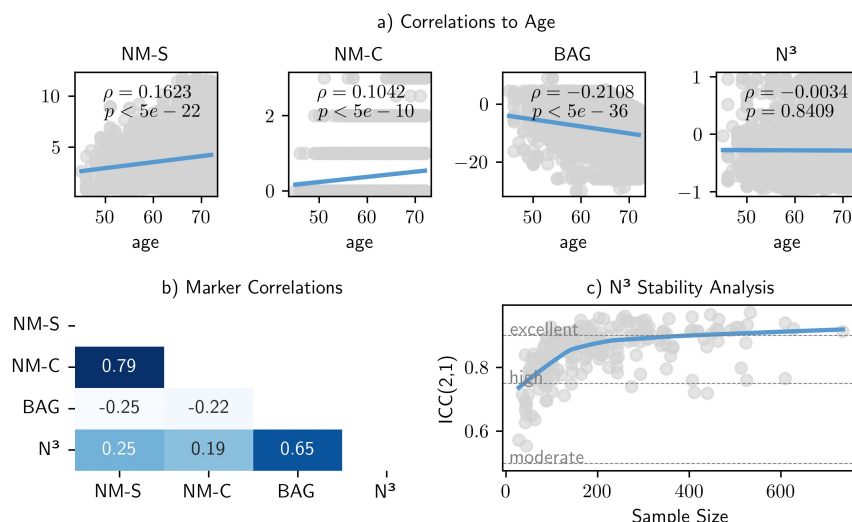 a) Correlations to Age
NM-S
NM-C
BAG
N³
ρ = 0.1623
p < 5e − 22
ρ = 0.1042
p < 5e − 10
ρ = −0.2108
p < 5e − 36
ρ = −0.0034
p = 0.8409
10
5
2
0
0
−20
1
0
−1
50 60 70
50 60 70
50 60 70
50 60 70
age
age
age
age
b) Marker Correlations
NM-S
NM-C 0.79
BAG -0.25 -0.22
N³ 0.25 0.19 0.65
NM-S NM-C BAG N³
c) N³ Stability Analysis
excellent
high
moderate
0.8
0.6
ICC(2,1)
0 200 400 600
Sample Size